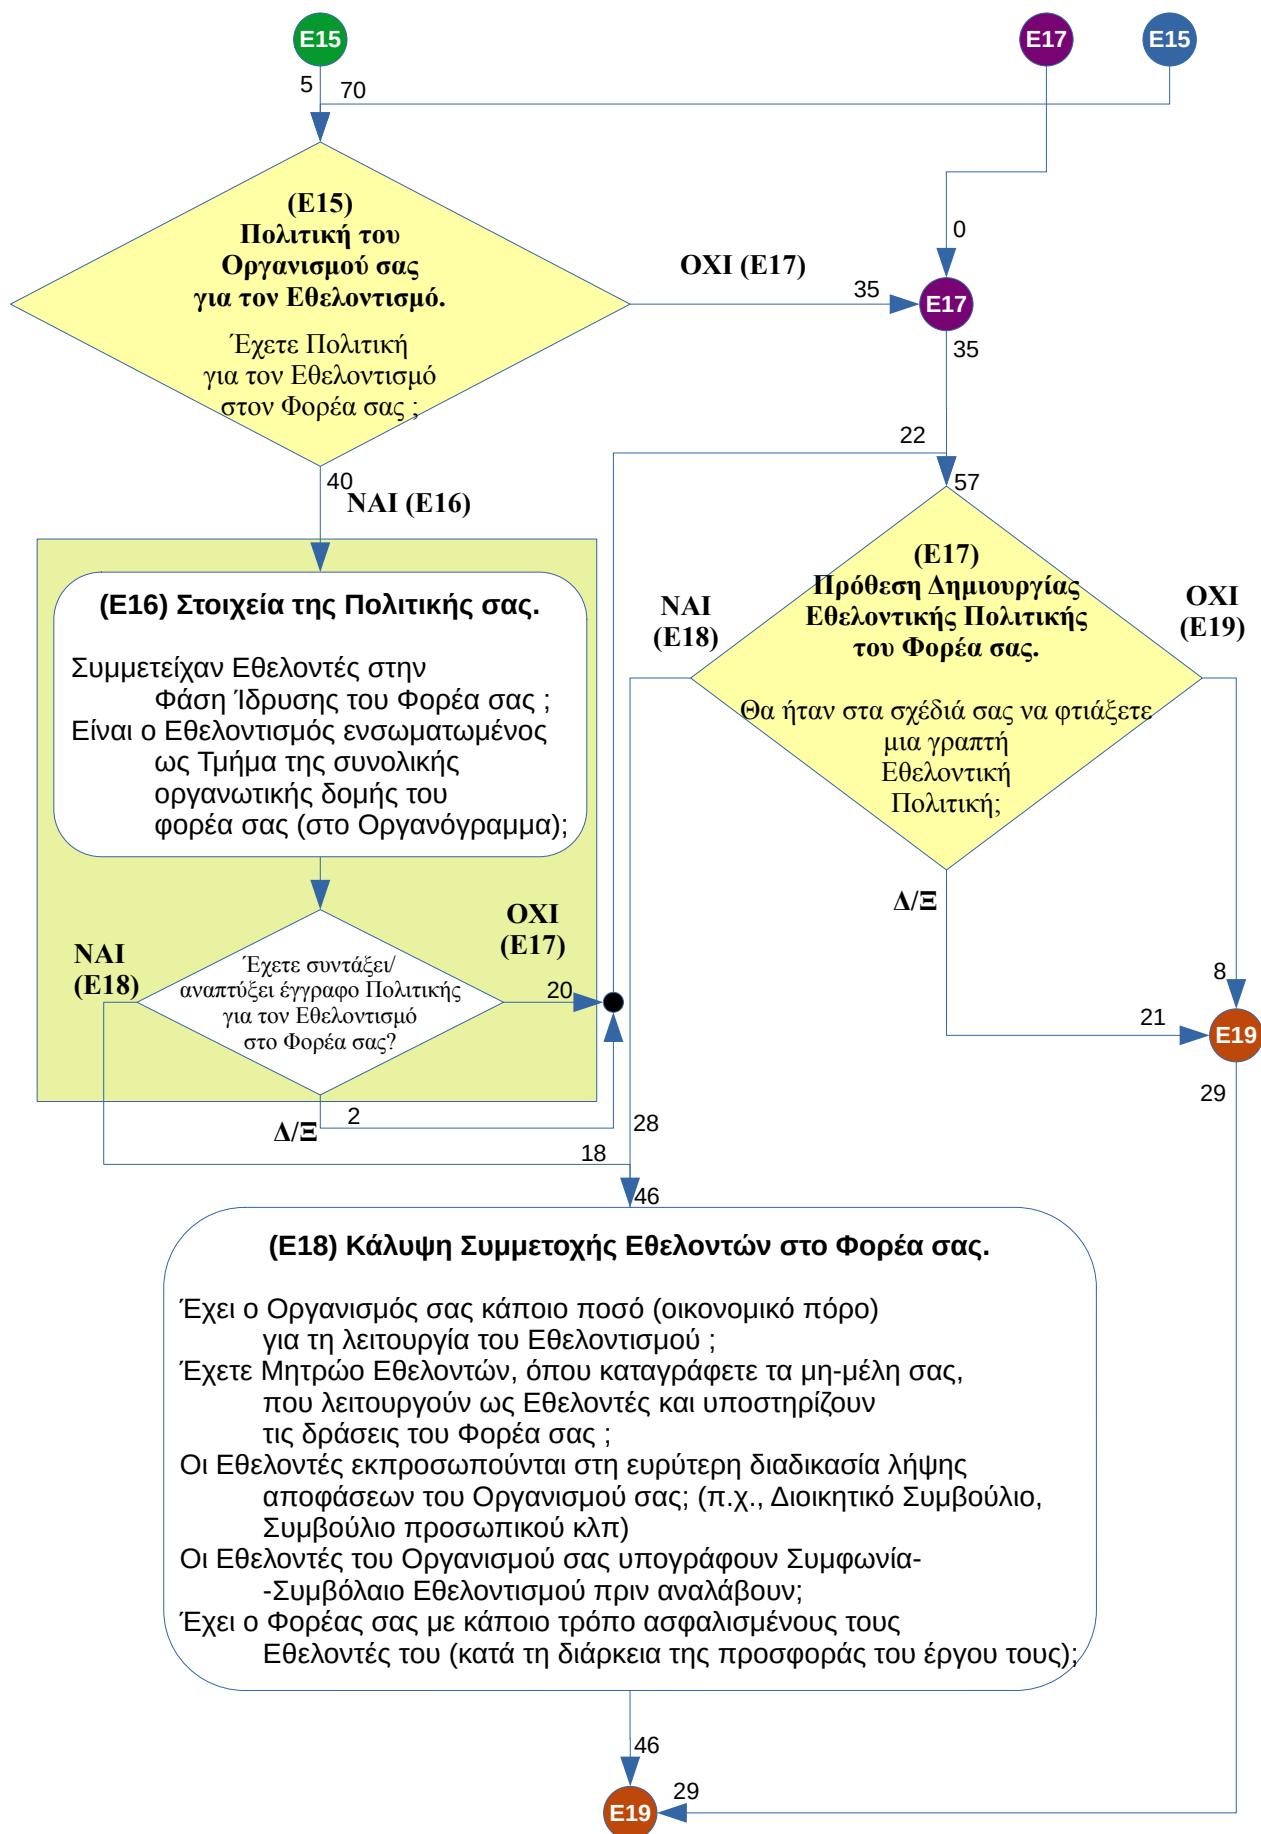 E15
E17
E15
5
70
(E15)
Πολιτική του
Οργανισμού σας
για τον Εθελοντισμό.
Έχετε Πολιτική
για τον Εθελοντισμό
στον Φορέα σας ;
ΟΧΙ (E17)
35
0
E17
35
22
57
40
ΝΑΙ (E16)
(E16) Στοιχεία της Πολιτικής σας.
Συμμετείχαν Εθελοντές στην
Φάση Ίδρυσης του Φορέα σας ;
Είναι ο Εθελοντισμός ενσωματωμένος
ως Τμήμα της συνολικής
οργανωτικής δομής του
φορέα σας (στο Οργανόγραμμα);
ΝΑΙ
(E18)
(E17)
Πρόθεση Δημιουργίας
Εθελοντικής Πολιτικής
του Φορέα σας.
Θα ήταν στα σχέδιά σας να φτιάξετε
μια γραπτή
Εθελοντική
Πολιτική;
ΟΧΙ
(E19)
Δ/Ξ
8
21
E19
29
ΝΑΙ
(E18)
Έχετε συντάξει/
αναπτύξει έγγραφο Πολιτικής
για τον Εθελοντισμό
στο Φορέα σας?
ΟΧΙ
(E17)
20
2
Δ/Ξ
28
18
46
(E18) Κάλυψη Συμμετοχής Εθελοντών στο Φορέα σας.
Έχει ο Οργανισμός σας κάποιο ποσό (οικονομικό πόρο)
για τη λειτουργία του Εθελοντισμού ;
Έχετε Μητρώο Εθελοντών, όπου καταγράφετε τα μη-μέλη σας,
που λειτουργούν ως Εθελοντές και υποστηρίζουν
τις δράσεις του Φορέα σας ;
Οι Εθελοντές εκπροσωπούνται στη ευρύτερη διαδικασία λήψης
αποφάσεων του Οργανισμού σας; (π.χ., Διοικητικό Συμβούλιο,
Συμβούλιο προσωπικού κλπ)
Οι Εθελοντές του Οργανισμού σας υπογράφουν Συμφωνία-
-Συμβόλαιο Εθελοντισμού πριν αναλάβουν;
Έχει ο Φορέας σας με κάποιο τρόπο ασφαλισμένους τους
Εθελοντές του (κατά τη διάρκεια της προσφοράς του έργου τους);
46
29
E19